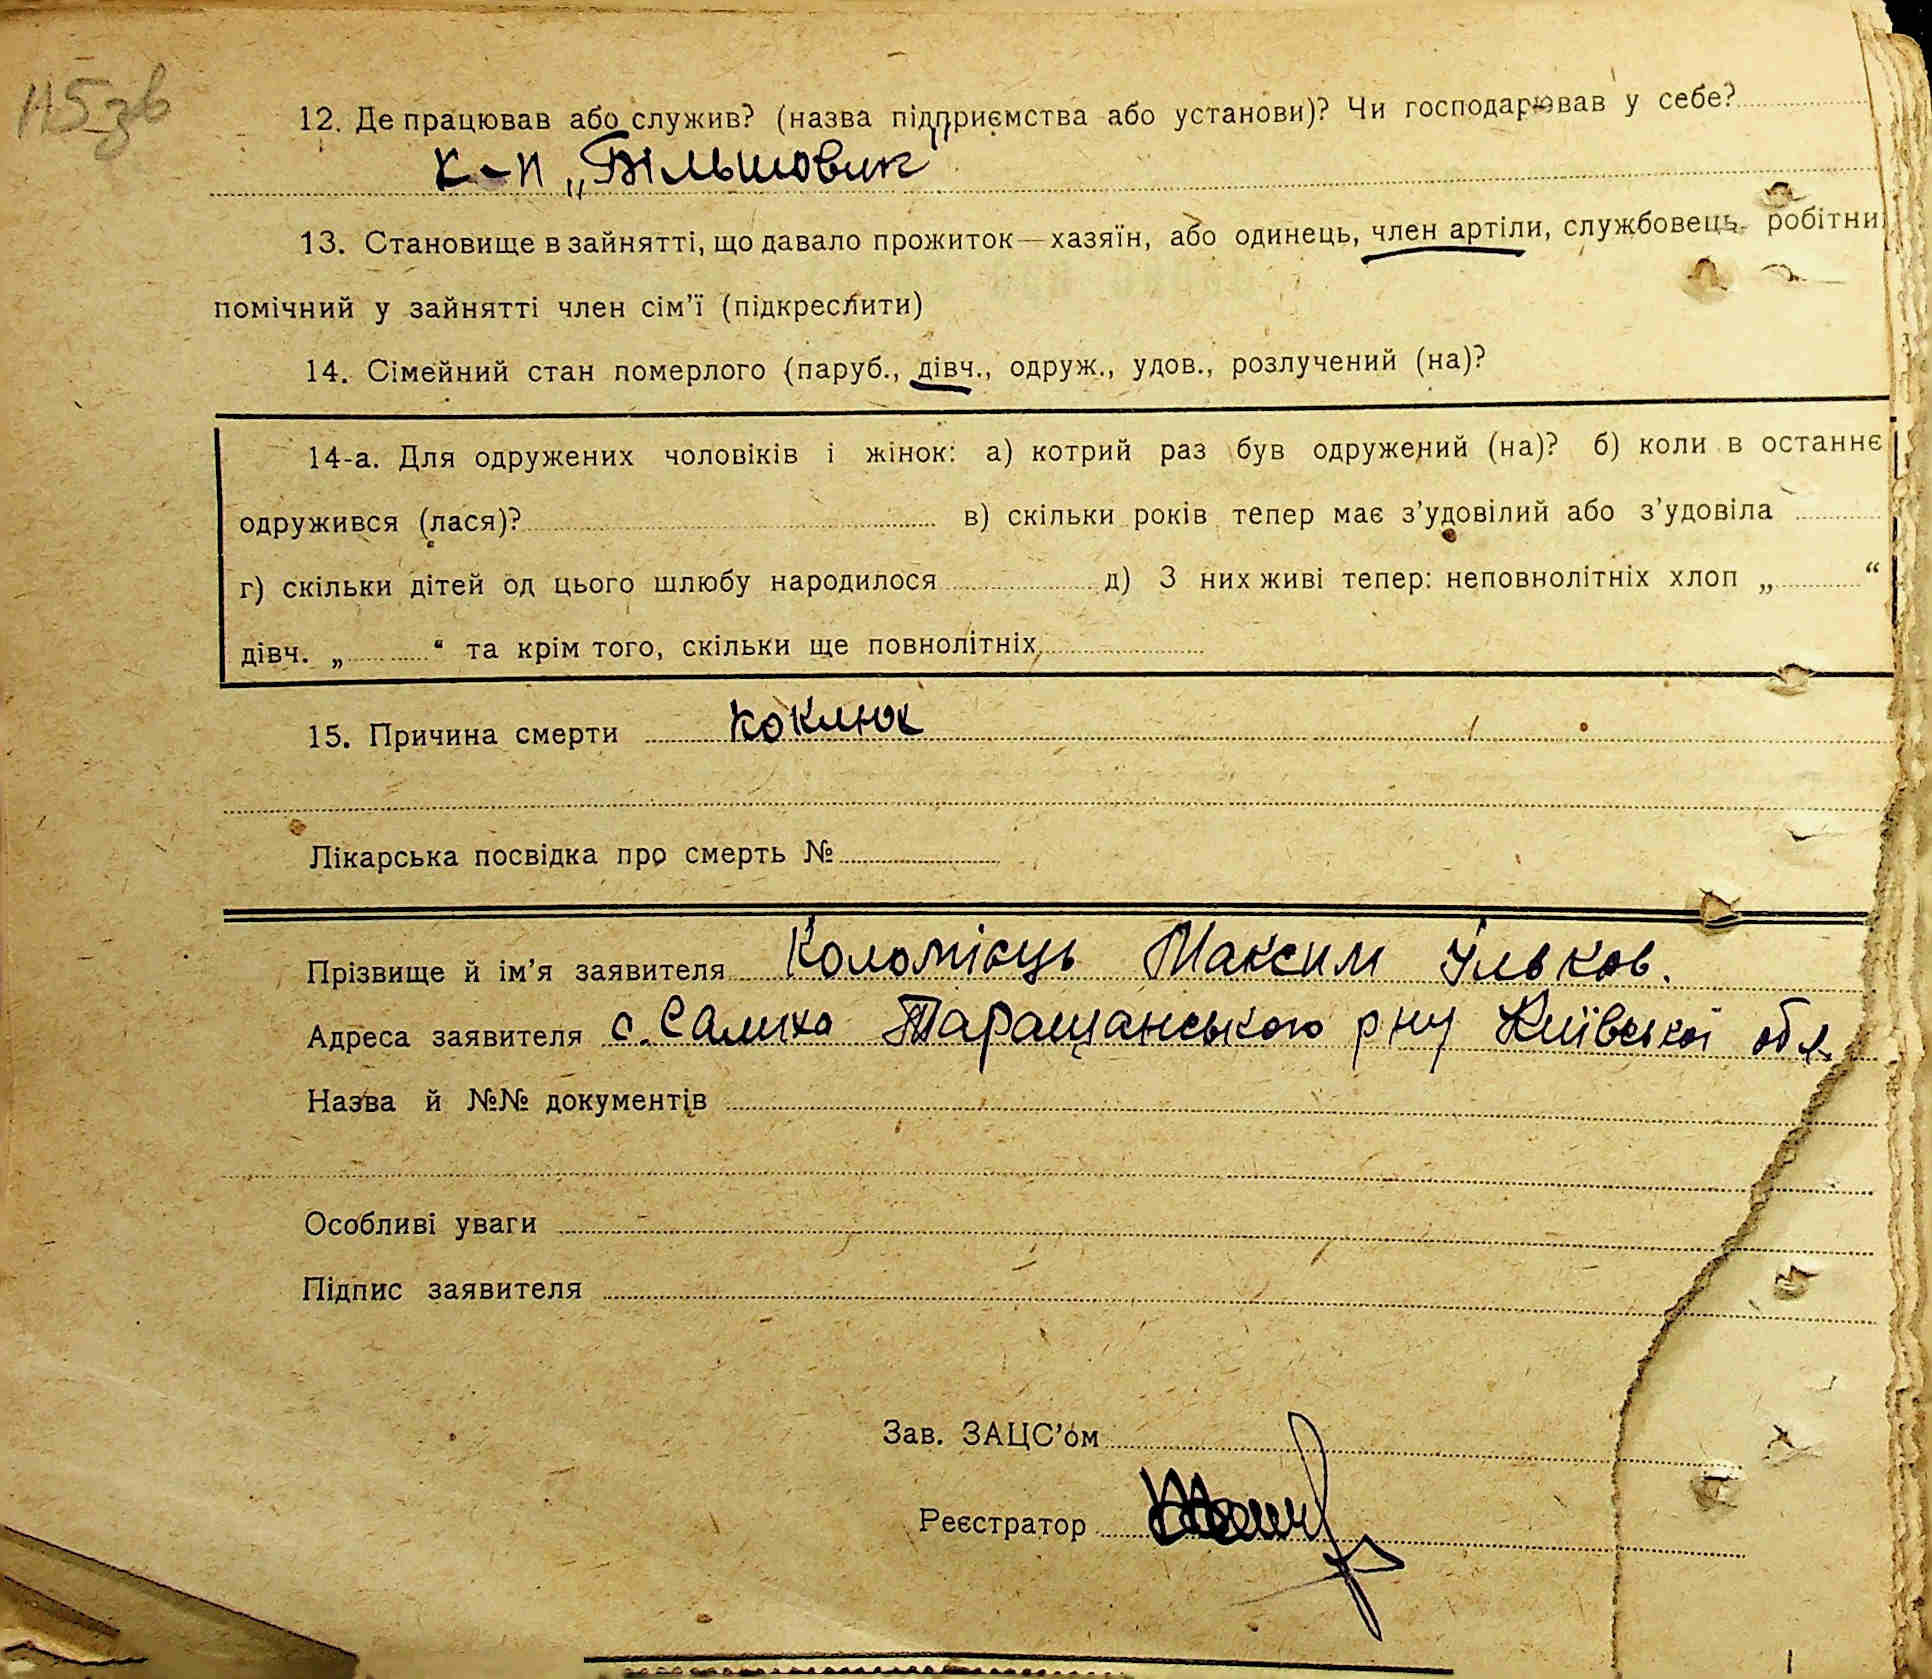 115 зв
12. Де працював або служив? (назва підприємства або установи)? Чи господарював у себе?
к-п „Більшовик"
13. Становище в зайнятті, що давало прожиток—хазяїн, або одинець, член артіли, службовець, робітни
помічний у зайнятті член сім’ї (підкреслити)
14. Сімейний стан померлого (паруб., дівч., одруж., удов., розлучений (на)?
14-а. Для одружених чоловіків і жінок: а) котрий раз був одружений (на)? б) коли в останнє
одружився (лася)? в) скільки років тепер має з’удовілий або з’удовіла
г) скільки дітей од цього шлюбу народилося д) З них живі тепер: неповнолітніх хлоп „ “
дівч. „ “ та крім того, скільки ще повнолітніх
15. Причина смерти коклюк
Лікарська посвідка про смерть №
Прізвище й ім’я заявителя Коломієць Максим Ільков.
Адреса заявителя с. Салиха Таращанського р ну Київської обл
Назва й №№ документів
Особливі уваги
Підпис заявителя
Зав. ЗАЦС’ом
Реєстратор